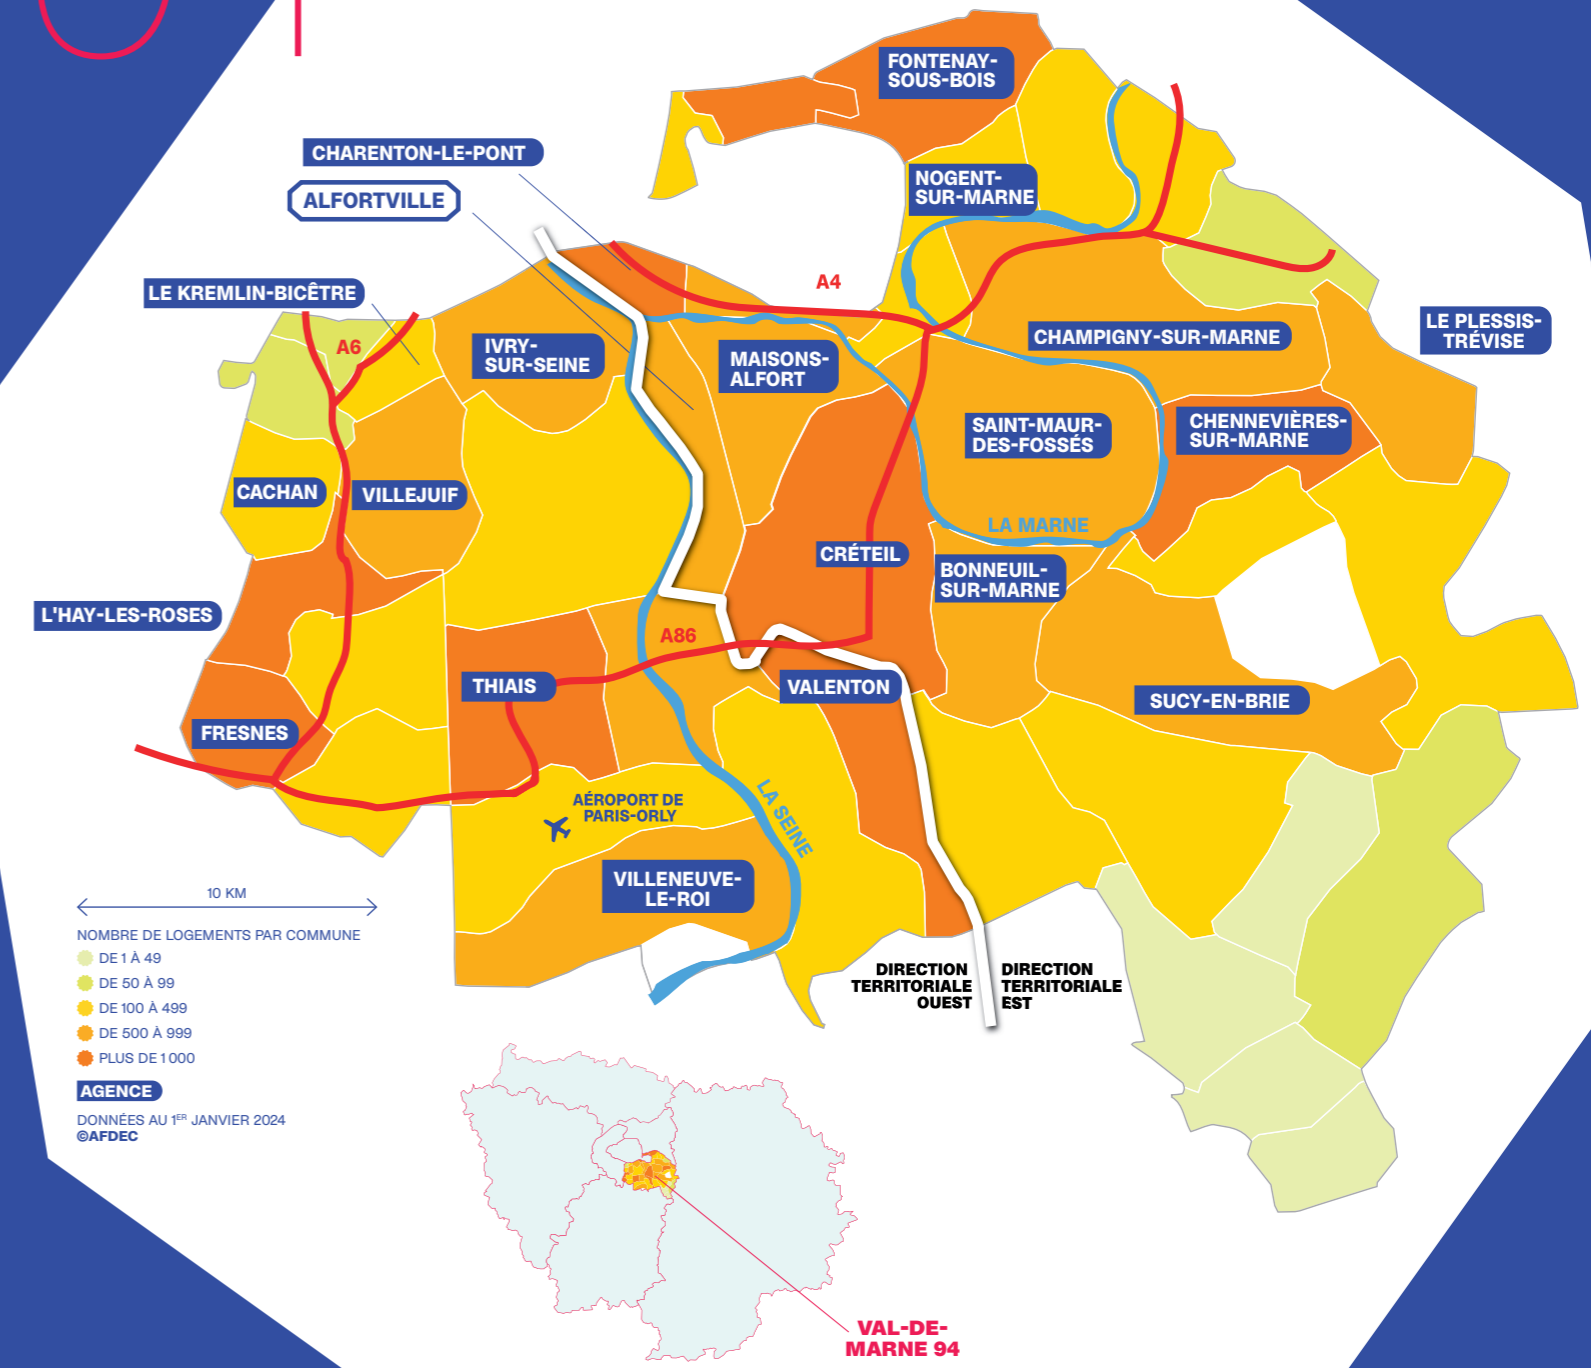 FONTENAY-
SOUS-BOIS
CHARENTON-LE-PONT
ALFORTVILLE
NOGENT-
SUR-MARNE
LE KREMLIN-BICÊTRE
A4
A6
IVRY-
SUR-SEINE
MAISONS-
ALFORT
CHAMPIGNY-SUR-MARNE
LE PLESSIS-
TRÉVISE
SAINT-MAUR-
DES-FOSSÉS
CHENNEVIÈRES-
SUR-MARNE
CACHAN
VILLEJUIF
LA MARNE
CRÉTEIL
BONNEUIL-
SUR-MARNE
L'HAY-LES-ROSES
A86
THIAIS
VALENTON
SUCY-EN-BRIE
FRESNES
AÉROPORT DE
PARIS-ORLY
LA SEINE
VILLENEUVE-
LE-ROI
10 KM
NOMBRE DE LOGEMENTS PAR COMMUNE
DE 1 À 49
DE 50 À 99
DE 100 À 499
DE 500 À 999
PLUS DE 1 000
AGENCE
DONNÉES AU 1ER JANVIER 2024
©AFDEC
DIRECTION
TERRITORIALE
OUEST
DIRECTION
TERRITORIALE
EST
VAL-DE-
MARNE 94